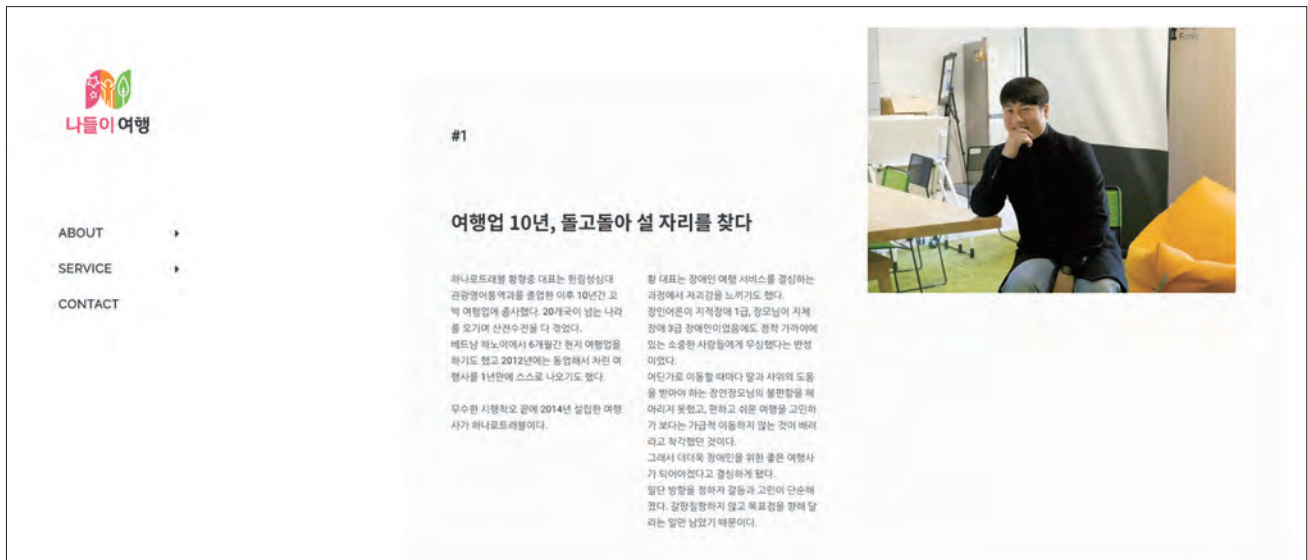 나들이 여행
ABOUT
SERVICE
CONTACT
#1
여행업 10년, 돌고돌아 설 자리를 찾다
하나로트래블 황형중 대표는 한림성심대
관광영어통역과를 졸업한 이후 10년간 꼬
박 여행업에 종사했다. 20개국이 넘는 나라
를 오가며 산전수전을 다 겪었다.
베트남 하노이에서 6개월간 현지 여행업을
하기도 했고 2012년에는 동업해서 차린 여
행사를 1년만에 스스로 나오기도 했다.
무수한 시행착오 끝에 2014년 설립한 여행
사가 하나로트래블이다.
황 대표는 장애인 여행 서비스를 결심하는
과정에서 자괴감을 느끼기도 했다.
장인어른이 지적장애 1급, 장모님이 지체
장애 3급 장애인이었음에도 정작 가까이에
있는 소중한 사람들에게 무심했다는 반성
이었다.
어딘가로 이동할 때마다 딸과 사위의 도움
을 받아야 하는 장인장모님의 불편함을 헤
아리지 못했고, 편하고 쉬운 여행을 고민하
기 보다는 가급적 이동하지 않는 것이 배려
라고 착각했던 것이다.
그래서 더더욱 장애인을 위한 좋은 여행사
가 되어야겠다고 결심하게 됐다.
일단 방향을 정하자 갈등과 고민이 단순해
졌다. 갈팡질팡하지 않고 목표점을 향해 달
리는 일만 남았기 때문이다.
Family